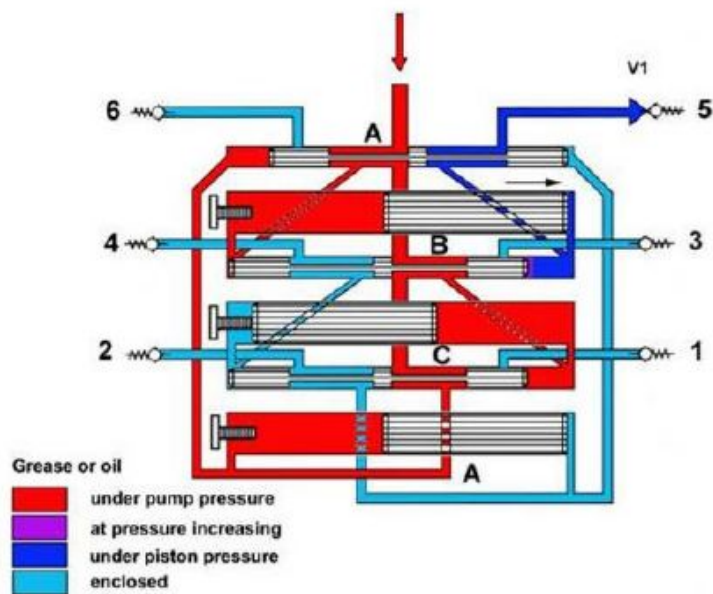 V1
6
5
A
4
B
3
2
C
1
A
Grease or oil
under pump pressure
at pressure increasing
under piston pressure
enclosed